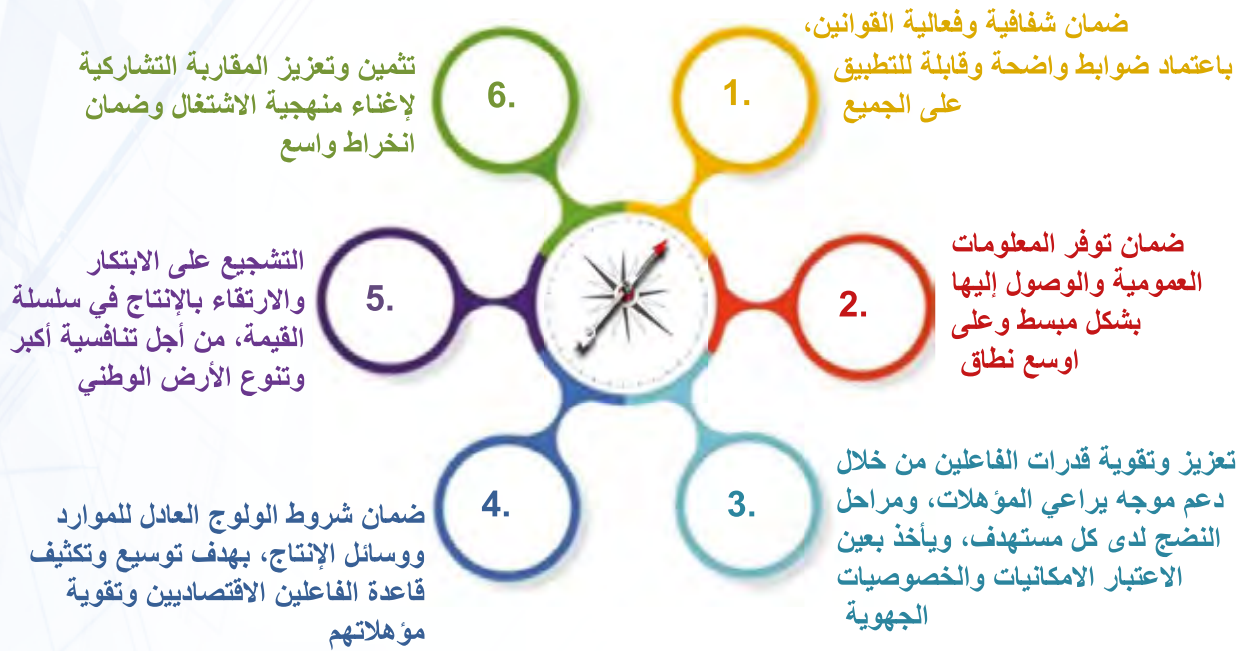 1.
ضمان شفافية وفعالية القوانين،
باعتماد ضوابط واضحة وقابلة للتطبيق
على الجميع
2.
ضمان توفر المعلومات
العمومية والوصول إليها
بشكل مبسط وعلى
اوسع نطاق
3.
تعزيز وتقوية قدرات الفاعلين من خلال
دعم موجه يراعي المؤهلات، ومراحل
النضج لدى كل مستهدف، ويأخذ بعين
الاعتبار الامكانيات والخصوصيات
الجهوية
4.
ضمان شروط الولوج العادل للموارد
ووسائل الإنتاج، بهدف توسيع وتكثيف
قاعدة الفاعلين الاقتصاديين وتقوية
مؤهلاتهم
5.
التشجيع على الابتكار
والارتقاء بالإنتاج في سلسلة
القيمة، من أجل تنافسية أكبر
وتنوع الأرض الوطني
6.
تثمين وتعزيز المقاربة التشاركية
لإغناء منهجية الاشتغال وضمان
انخراط واسع